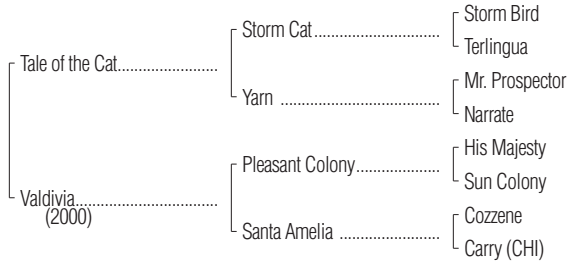 Storm Bird
Storm Cat
Terlingua
Tale of the Cat
Mr. Prospector
Yarn
Narrate
His Majesty
Pleasant Colony
Sun Colony
Valdivia
(2000)
Cozzene
Santa Amelia
Carry (CHI)